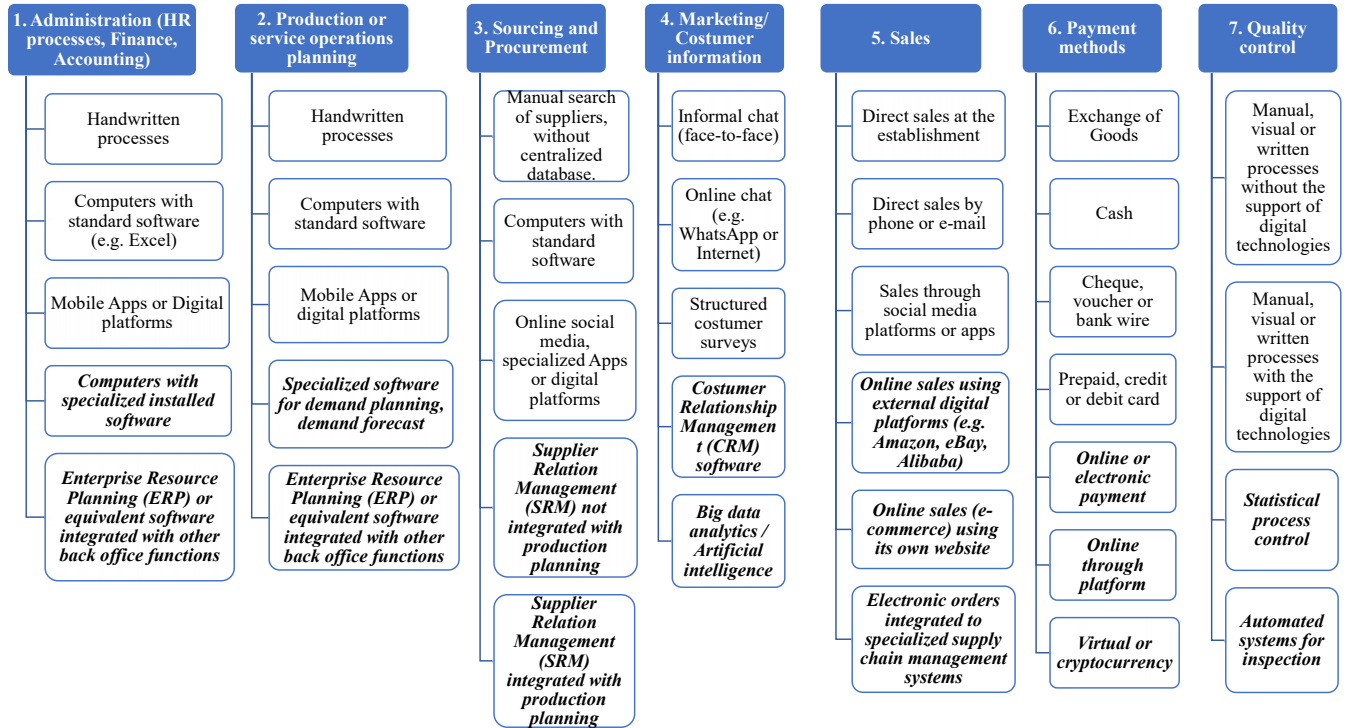 1. Administration (HR
processes, Finance,
Accounting)
Handwritten
processes
Computers with
standard software
(e.g. Excel)
Mobile Apps or Digital
platforms
Computers with
specialized installed
software
Enterprise Resource
Planning (ERP) or
equivalent software
integrated with other
back office functions
2. Production or
service operations
planning
Handwritten
processes
Computers with
standard software
Mobile Apps or
digital platforms
Specialized software
for demand planning,
demand forecast
Enterprise Resource
Planning (ERP) or
equivalent software
integrated with other
back office functions
3. Sourcing and
Procurement
Manual search
of suppliers,
without
centralized
database.
Computers with
standard
software
Online social
media,
specialized Apps
or digital
platforms
Supplier
Relation
Management
(SRM) not
integrated with
production
planning
Supplier
Relation
Management
(SRM)
integrated with
production
planning
4. Marketing/
Costumer
information
Informal chat
(face-to-face)
Online chat
(e.g.
WhatsApp or
Internet)
Structured
costumer
surveys
Costumer
Relationship
Managemen
t (CRM)
software
Big data
analytics /
Artificial
intelligence
5. Sales
Direct sales at the
establishment
Direct sales by
phone or e-mail
Sales through
social media
platforms or apps
Online sales using
external digital
platforms (e.g.
Amazon, eBay,
Alibaba)
Online sales (e-
commerce) using
its own website
Electronic orders
integrated to
specialized supply
chain management
systems
6. Payment
methods
Exchange of
Goods
Cash
Cheque,
voucher or
bank wire
Prepaid, credit
or debit card
Online or
electronic
payment
Online
through
platform
Virtual or
cryptocurrency
7. Quality
control
Manual,
visual or
written
processes
without the
support of
digital
technologies
Manual,
visual or
written
processes
with the
support of
digital
technologies
Statistical
process
control
Automated
systems for
inspection